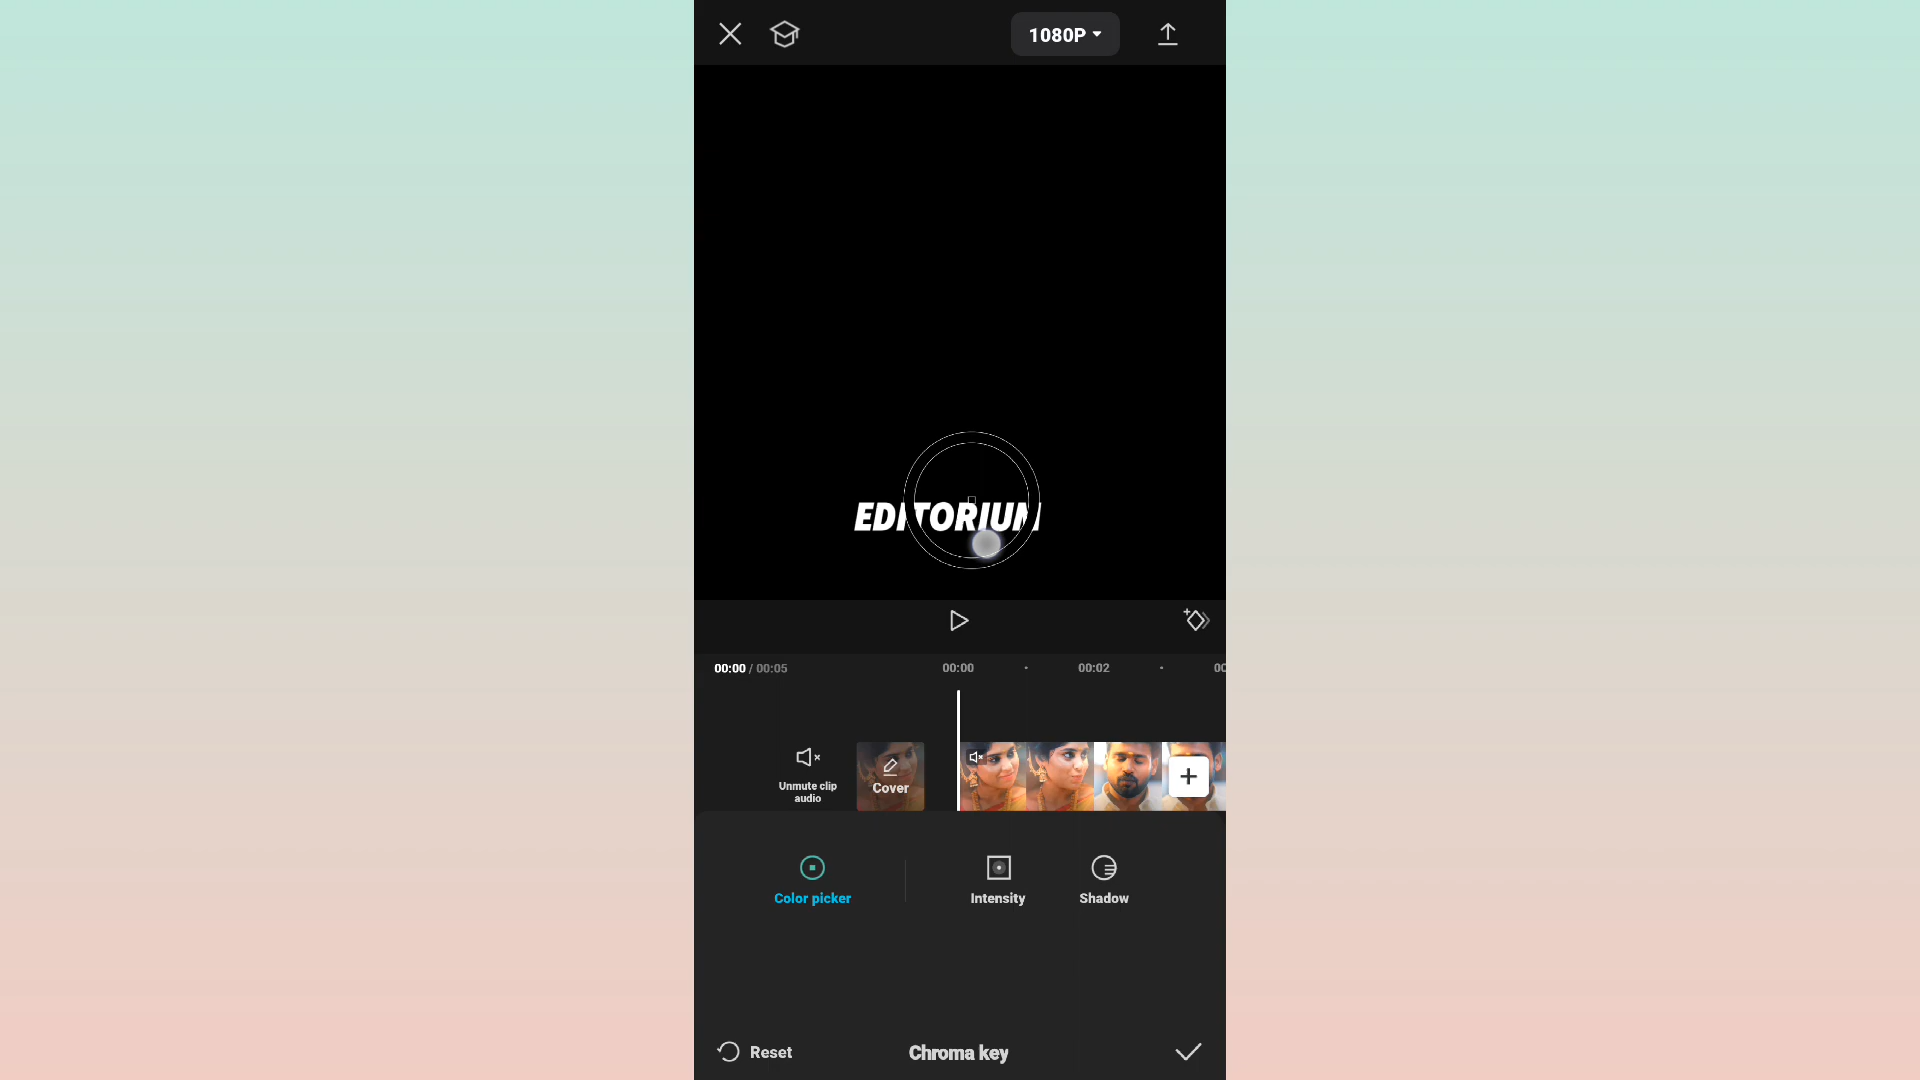 1080P
EDITORIUM
00:00 / 00:05
00:00
00:02
Unmute clip
audio
Cover
Color picker
Intensity
Shadow
Reset
Chroma key